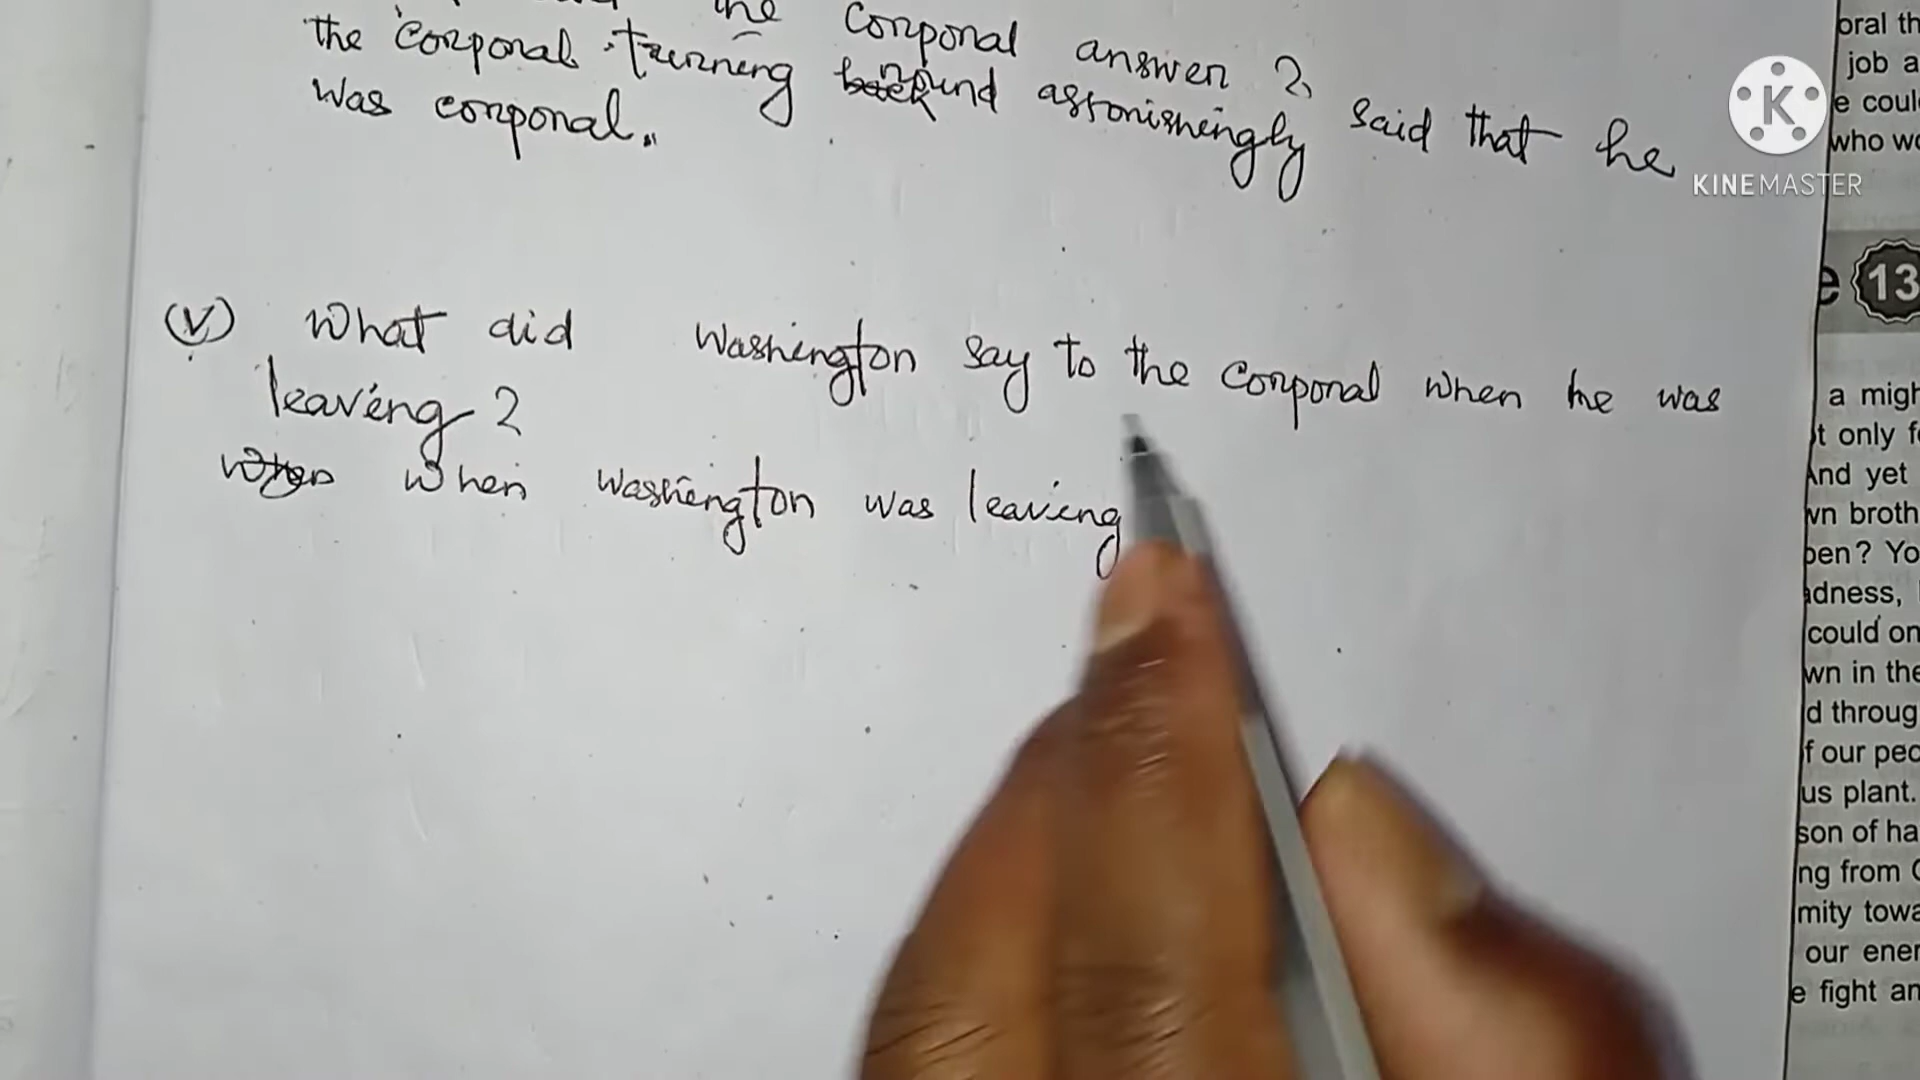 the corporal answer ?
the corporal turning round astonishingly said that he
was corporal.
(V) What did Washington say to the corporal when he was
leaving ?
When Washington was leaving
KINEMASTER
oral th
job a
e coul
who wo
e 13
a migh
t only f
And yet
wn broth
pen? Yo
adness,
could on
wn in the
d throug
f our peo
us plant.
son of ha
ng from
mity towa
our ener
e fight an